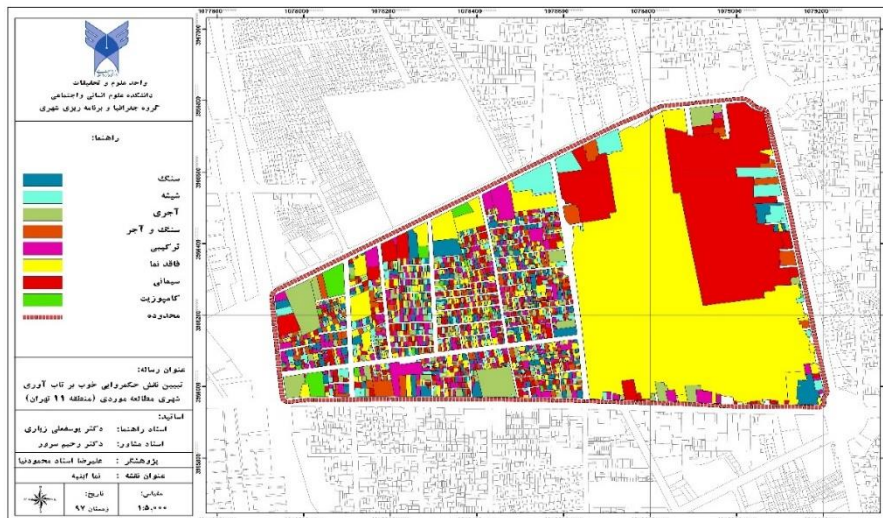 واحد علوم و تحقیقات
دانشکده علوم انسانی و اجتماعی
گروه جغرافیا و برنامه ریزی شهری
راهنما:
سنگ
شیشه
آجری
سنگ و آجر
ترکیبی
فاقد نما
سیمانی
کامپوزیت
محدوده
عنوان رساله:
تبیین نقش حکمروایی خوب بر تاب آوری
شهری مطالعه موردی (منطقه ۱۹ تهران)
اساتید:
استاد راهنما: دکتر یوسفعلی زیاری
استاد مشاور: دکتر رحیم سرور
پژوهشگر : علیرضا استاد محمودنیا
عنوان نقشه : نما ابنیه
مقیاس: تاریخ:
۱:۵,۰۰۰ زمستان ۹۷